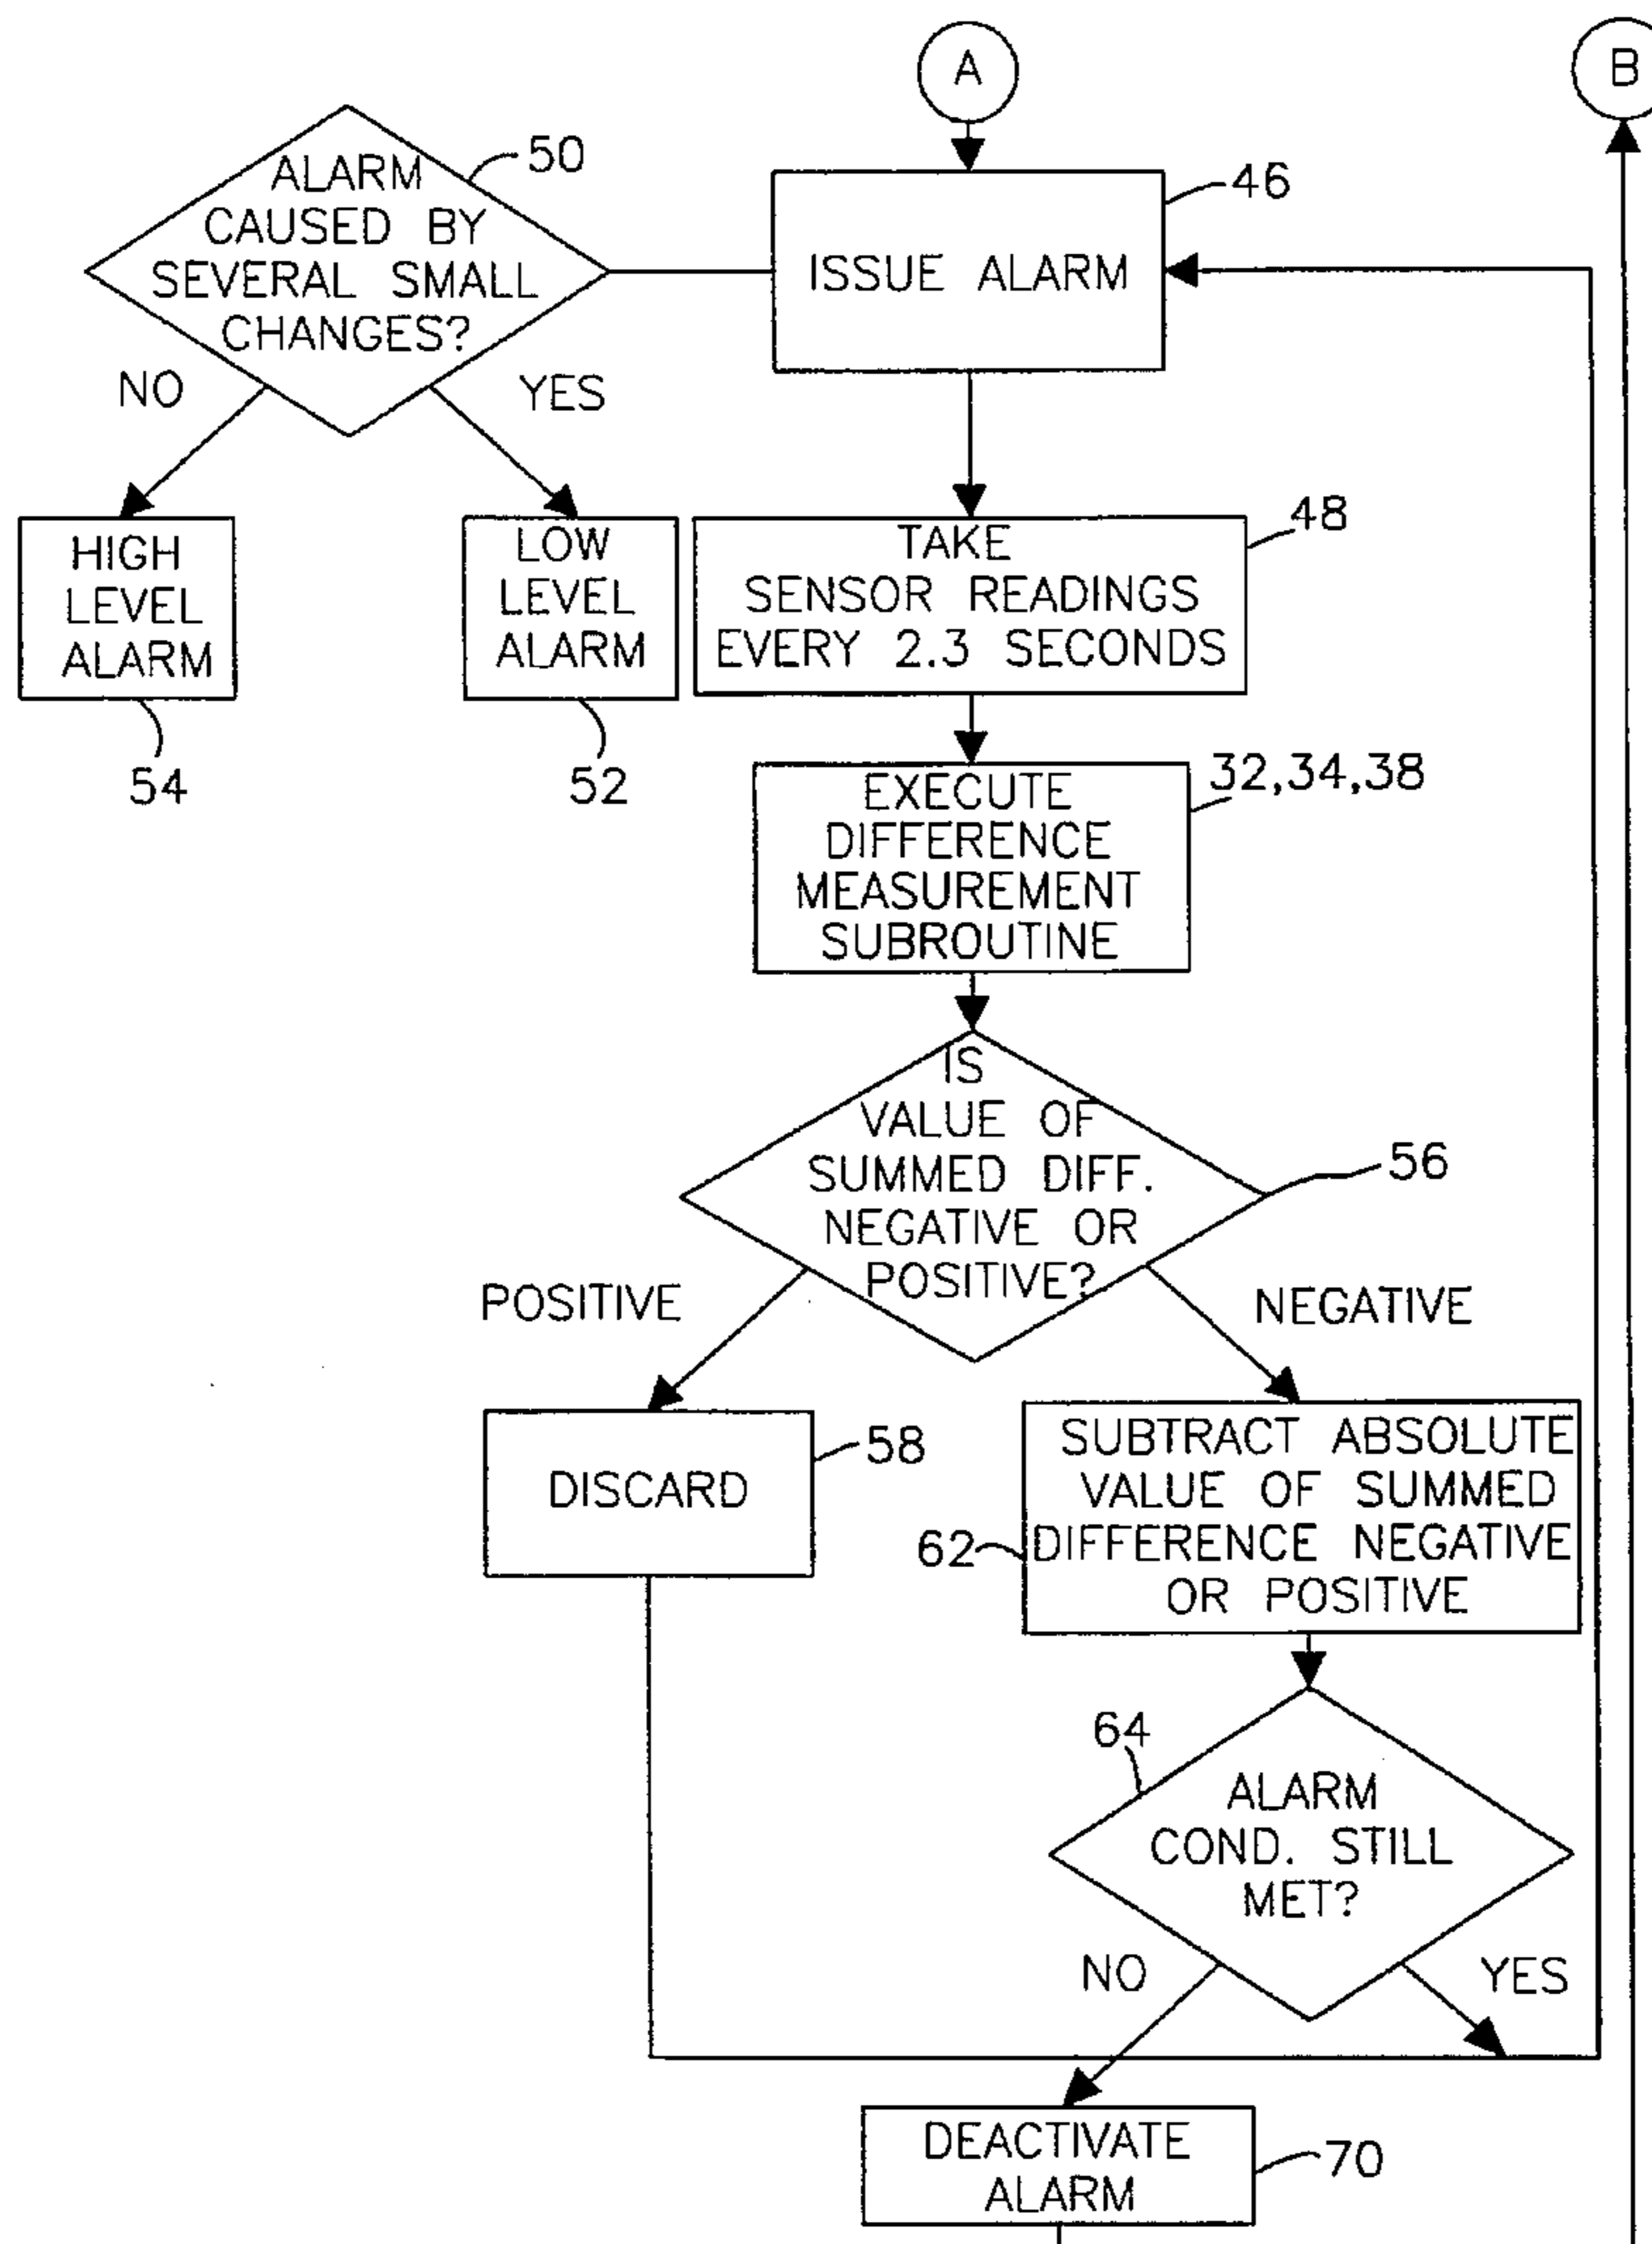 A
B
ALARM
CAUSED BY
SEVERAL SMALL
CHANGES?
50
ISSUE ALARM
46
NO
YES
HIGH
LEVEL
ALARM
54
LOW
LEVEL
ALARM
52
TAKE
SENSOR READINGS
EVERY 2.3 SECONDS
48
EXECUTE
DIFFERENCE
MEASUREMENT
SUBROUTINE
32,34,38
IS
VALUE OF
SUMMED DIFF.
NEGATIVE OR
POSITIVE?
56
POSITIVE
NEGATIVE
DISCARD
58
SUBTRACT ABSOLUTE
VALUE OF SUMMED
DIFFERENCE NEGATIVE
OR POSITIVE
62
64
ALARM
COND. STILL
MET?
NO
YES
DEACTIVATE
ALARM
70